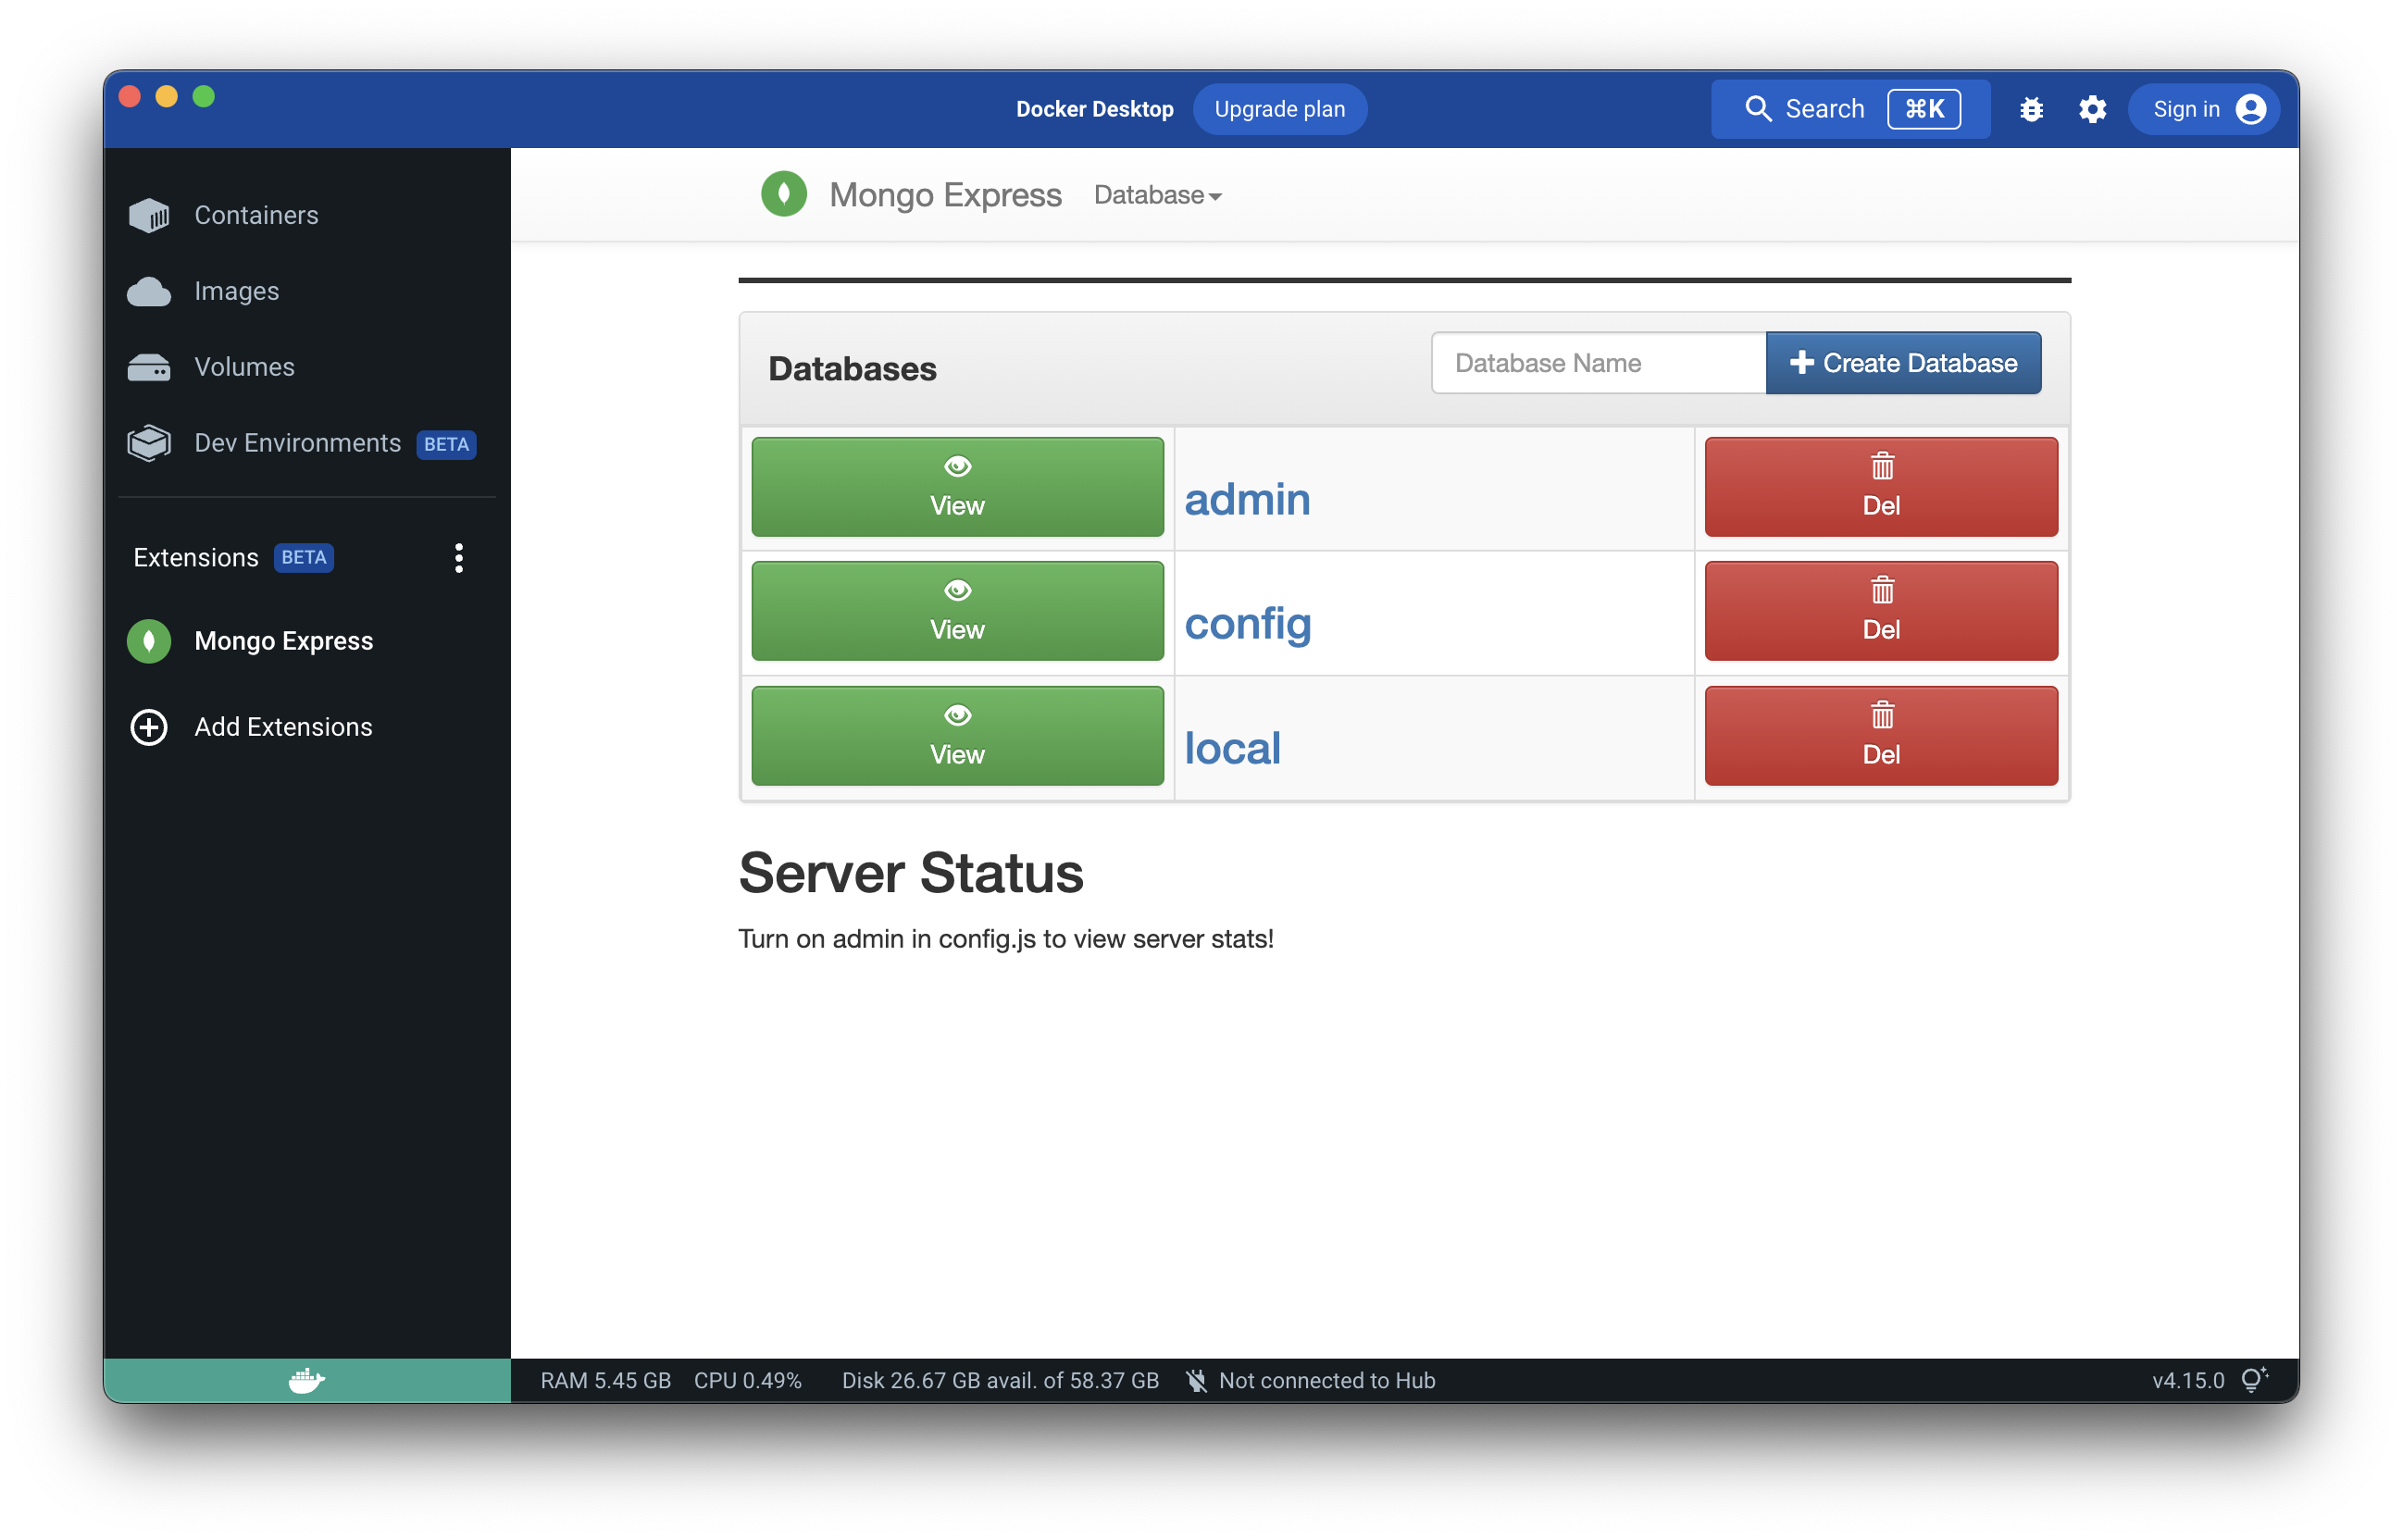 Docker Desktop Upgrade plan Search ⌘K Sign in
Containers
Images
Volumes
Dev Environments BETA
Extensions BETA
Mongo Express
Add Extensions
Mongo Express Database
Databases Database Name Create Database
View admin Del
View config Del
View local Del
Server Status
Turn on admin in config.js to view server stats!
RAM 5.45 GB CPU 0.49% Disk 26.67 GB avail. of 58.37 GB Not connected to Hub v4.15.0